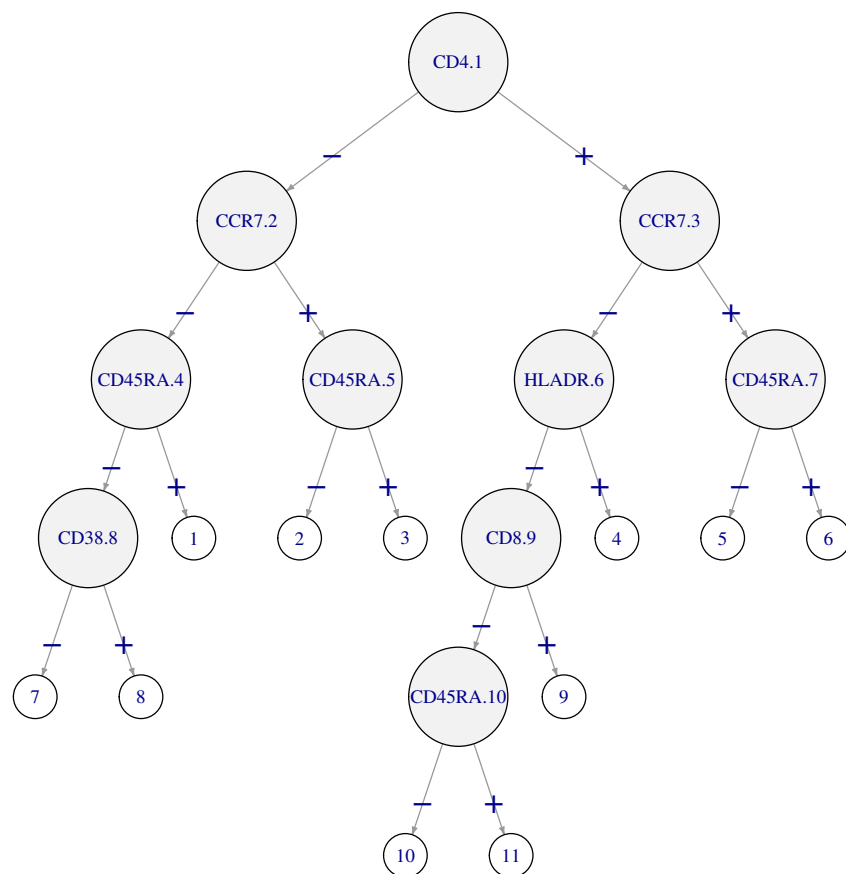 CD4.1
− +
CCR7.2 CCR7.3
− + − +
CD45RA.4 CD45RA.5 HLADR.6 CD45RA.7
− + − + − + − +
CD38.8 1 2 3 CD8.9 4 5 6
− + − +
7 8 CD45RA.10 9
− +
10 11